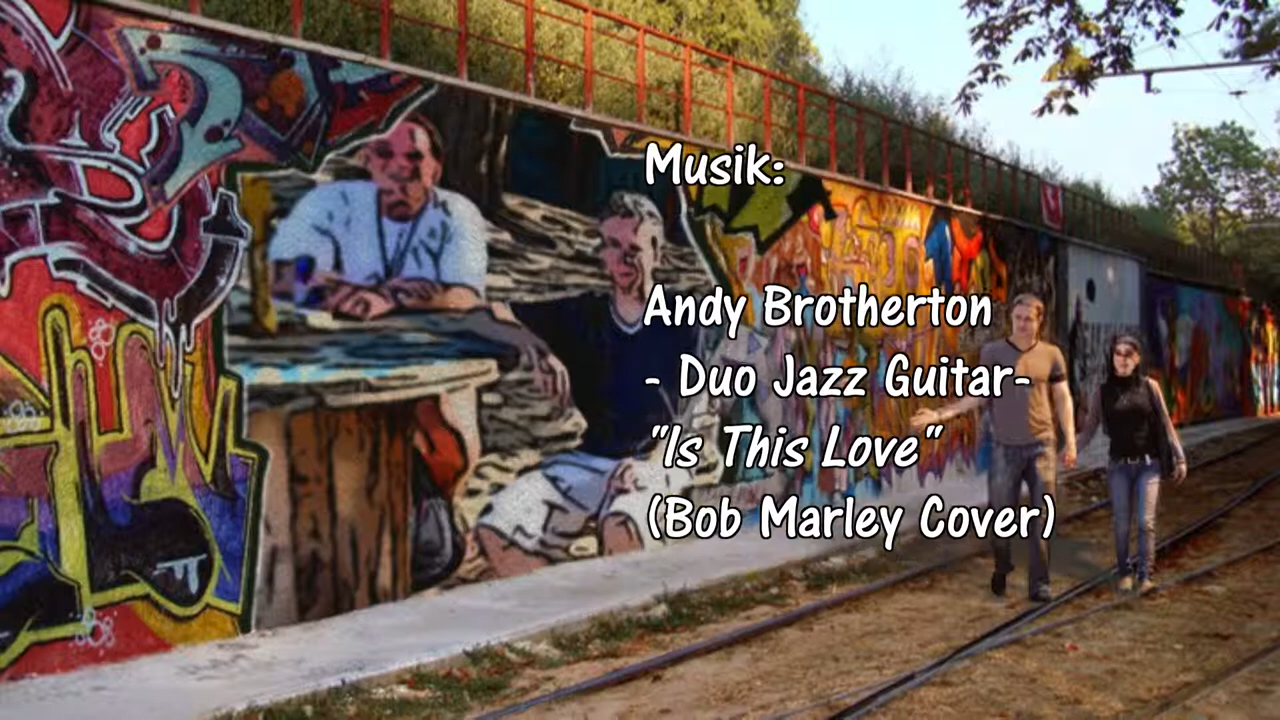 Musik:
Andy Brotherton
- Duo Jazz Guitar-
"Is This Love"
(Bob Marley Cover)